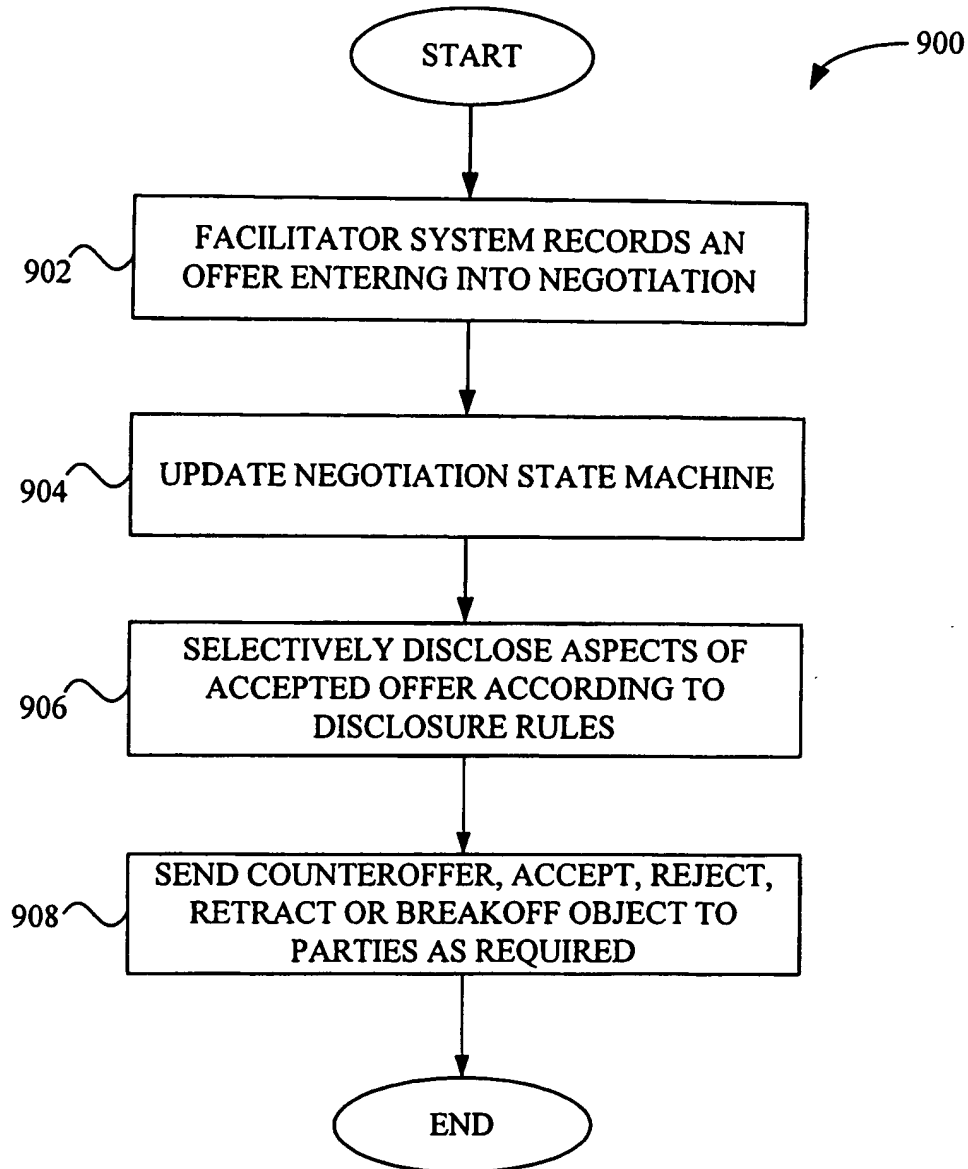 START
900
FACILITATOR SYSTEM RECORDS AN
OFFER ENTERING INTO NEGOTIATION
902
UPDATE NEGOTIATION STATE MACHINE
904
SELECTIVELY DISCLOSE ASPECTS OF
ACCEPTED OFFER ACCORDING TO
DISCLOSURE RULES
906
SEND COUNTEROFFER, ACCEPT, REJECT,
RETRACT OR BREAKOFF OBJECT TO
PARTIES AS REQUIRED
908
END